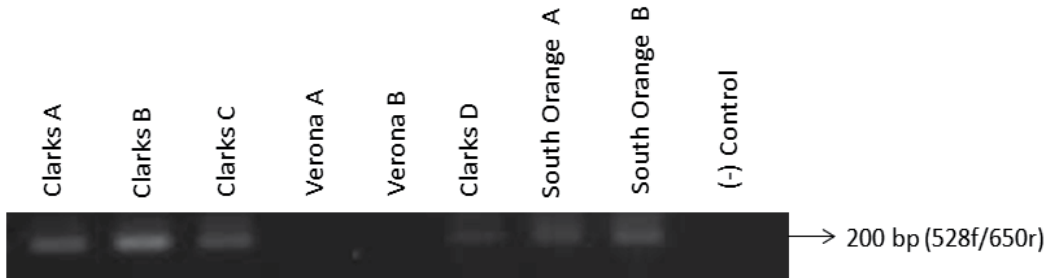 Clarks A
Clarks B
Clarks C
Verona A
Verona B
Clarks D
South Orange A
South Orange B
(-) Control
200 bp (528f/650r)